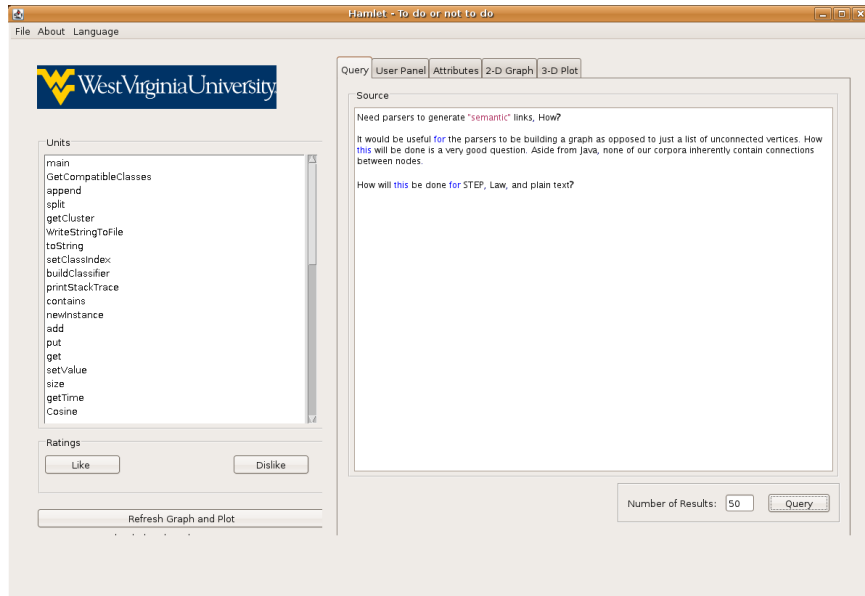 Hamlet - To do or not to do
File About Language
WestVirginiaUniversity
Query User Panel Attributes 2-D Graph 3-D Plot
Source
Need parsers to generate "semantic" links, How?
It would be useful for the parsers to be building a graph as opposed to just a list of unconnected vertices. How
this will be done is a very good question. Aside from Java, none of our corpora inherently contain connections
between nodes.
How will this be done for STEP, Law, and plain text?
Units
main
GetCompatibleClasses
append
split
getCluster
WriteStringToFile
toString
setClassIndex
buildClassifier
printStackTrace
contains
newInstance
add
put
get
setValue
size
getTime
Cosine
Ratings
Like Dislike
Refresh Graph and Plot
Number of Results: 50 Query